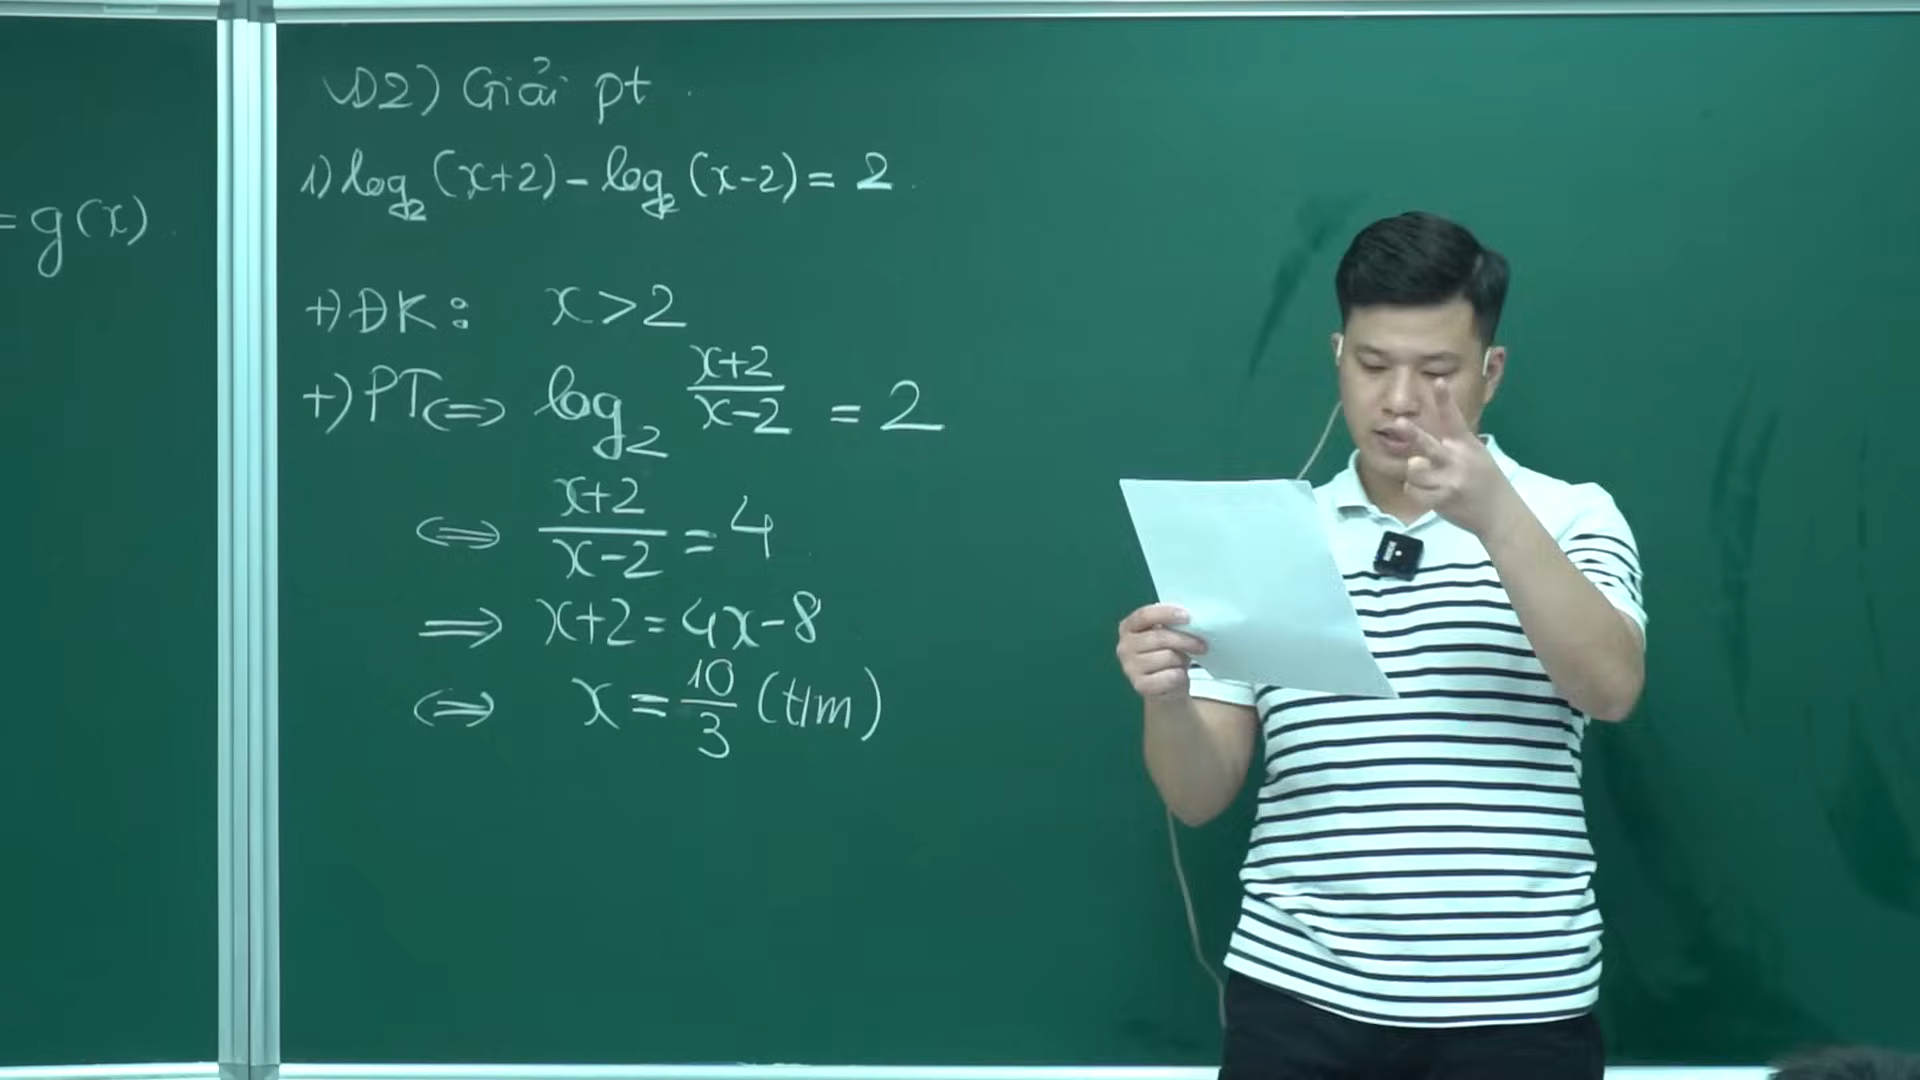 = g(x).
VD2) Giải pt.
1) log₂(x+2) - log₂(x-2) = 2.
+) ĐK: x > 2
+) PT ⇔ log₂ (x+2)/(x-2) = 2
⇔ (x+2)/(x-2) = 4
⇒ x+2 = 4x-8
⇔ x = 10/3 (t/m)